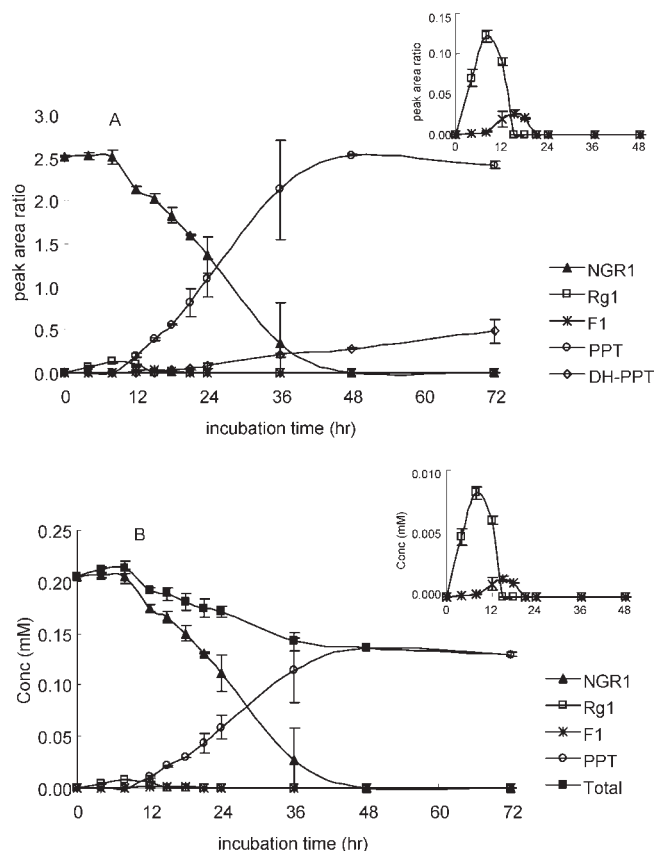 0.15
0.10
0.05
0.00
peak area ratio
0 12 24 36 48
A
3.0
2.5
2.0
1.5
1.0
0.5
0.0
peak area ratio
0 12 24 36 48 60 72
incubation time (hr)
NGR1
Rg1
F1
PPT
DH-PPT
0.010
0.005
0.000
Conc (mM)
0 12 24 36 48
B
0.25
0.20
0.15
0.10
0.05
0.00
Conc (mM)
0 12 24 36 48 60 72
incubation time (hr)
NGR1
Rg1
F1
PPT
Total